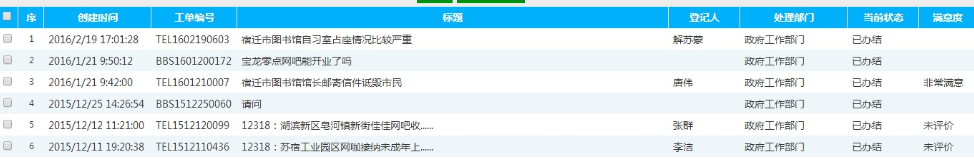 序 创建时间 工单编号 标题 登记人 处理部门 当前状态 满意度
1 2016/2/19 17:01:28 TEL1602190603 宿迁市图书馆自习室占座情况比较严重 解苏蒙 政府工作部门 已办结
2 2016/1/21 9:50:12 BBS1601200172 宝龙零点网吧能开业了吗 政府工作部门 已办结
3 2016/1/21 9:42:00 TEL1601210007 宿迁市图书馆馆长邮寄信件诋毁市民 唐伟 政府工作部门 已办结 非常满意
4 2015/12/25 14:26:54 BBS1512250060 请问 政府工作部门 已办结
5 2015/12/12 11:21:00 TEL1512120099 12318：湖滨新区皂河镇新街佳佳网吧收...... 张群 政府工作部门 已办结 未评价
6 2015/12/11 19:20:38 TEL1512110436 12318：苏宿工业园区网咖接纳未成年上...... 李洁 政府工作部门 已办结 未评价